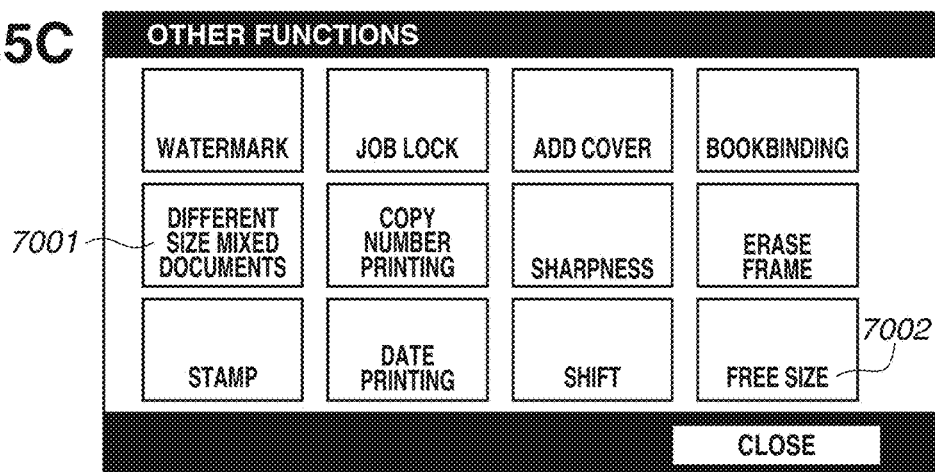 5C
OTHER FUNCTIONS
WATERMARK
JOB LOCK
ADD COVER
BOOKBINDING
7001
DIFFERENT
SIZE MIXED
DOCUMENTS
COPY
NUMBER
PRINTING
SHARPNESS
ERASE
FRAME
7002
STAMP
DATE
PRINTING
SHIFT
FREE SIZE
CLOSE